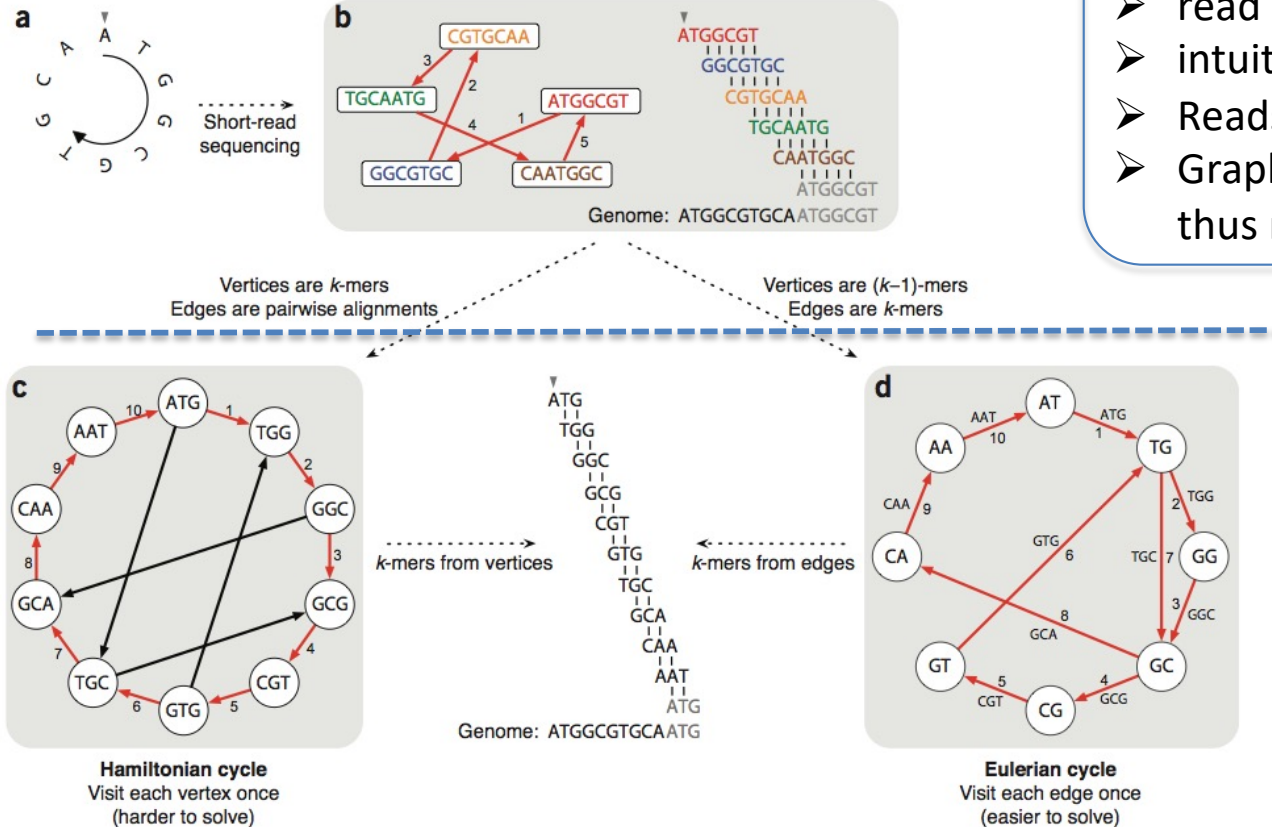 a
A
T
G
G
C
G
T
G
C
A
Short-read
sequencing
b
CGTGCAA
TGCAATG
ATGGCGT
GGCGTGC
CAATGGC
3
2
1
4
5
ATGGCGT
GGCGTGC
CGTGCAA
TGCAATG
CAATGGC
ATGGCGT
Genome: ATGGCGTGCAATGGCGT
➢ read
➢ intuit
➢ Read
➢ Grap
thus
Vertices are k-mers
Edges are pairwise alignments
Vertices are (k–1)-mers
Edges are k-mers
c
ATG
TGG
GGC
GCG
CGT
GTG
TGC
GCA
CAA
AAT
1
2
3
4
5
6
7
8
9
10
Hamiltonian cycle
Visit each vertex once
(harder to solve)
k-mers from vertices
ATG
TGG
GGC
GCG
CGT
GTG
TGC
GCA
CAA
AAT
ATG
Genome: ATGGCGTGCAATG
k-mers from edges
d
AT
TG
GG
GC
CG
GT
CA
AA
ATG
1
TGG
2
GGC
3
GCG
4
CGT
5
GTG
6
TGC
7
GCA
8
CAA
9
AAT
10
Eulerian cycle
Visit each edge once
(easier to solve)